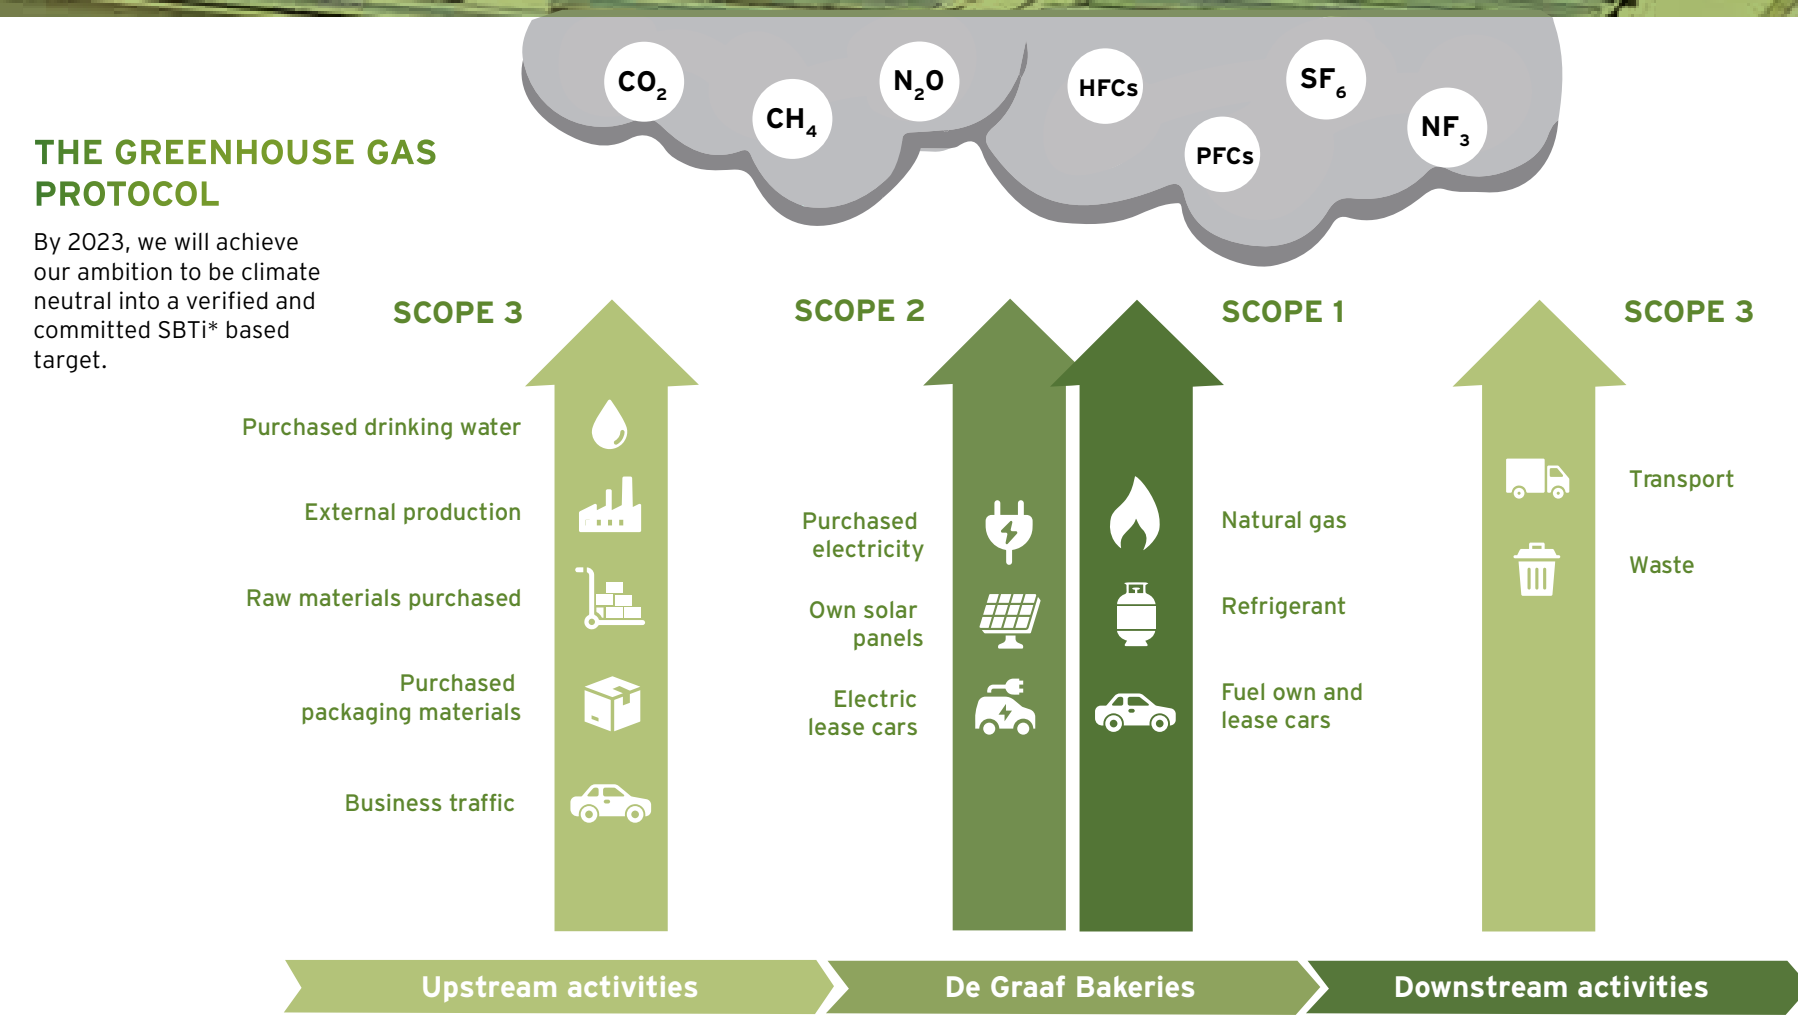 CO₂
CH₄
N₂O
HFCs
PFCs
SF₆
NF₃
THE GREENHOUSE GAS
PROTOCOL
By 2023, we will achieve
our ambition to be climate
neutral into a verified and
committed SBTi* based
target.
SCOPE 3
Purchased drinking water
External production
Raw materials purchased
Purchased
packaging materials
Business traffic
SCOPE 2
Purchased
electricity
Own solar
panels
Electric
lease cars
SCOPE 1
Natural gas
Refrigerant
Fuel own and
lease cars
SCOPE 3
Transport
Waste
Upstream activities
De Graaf Bakeries
Downstream activities